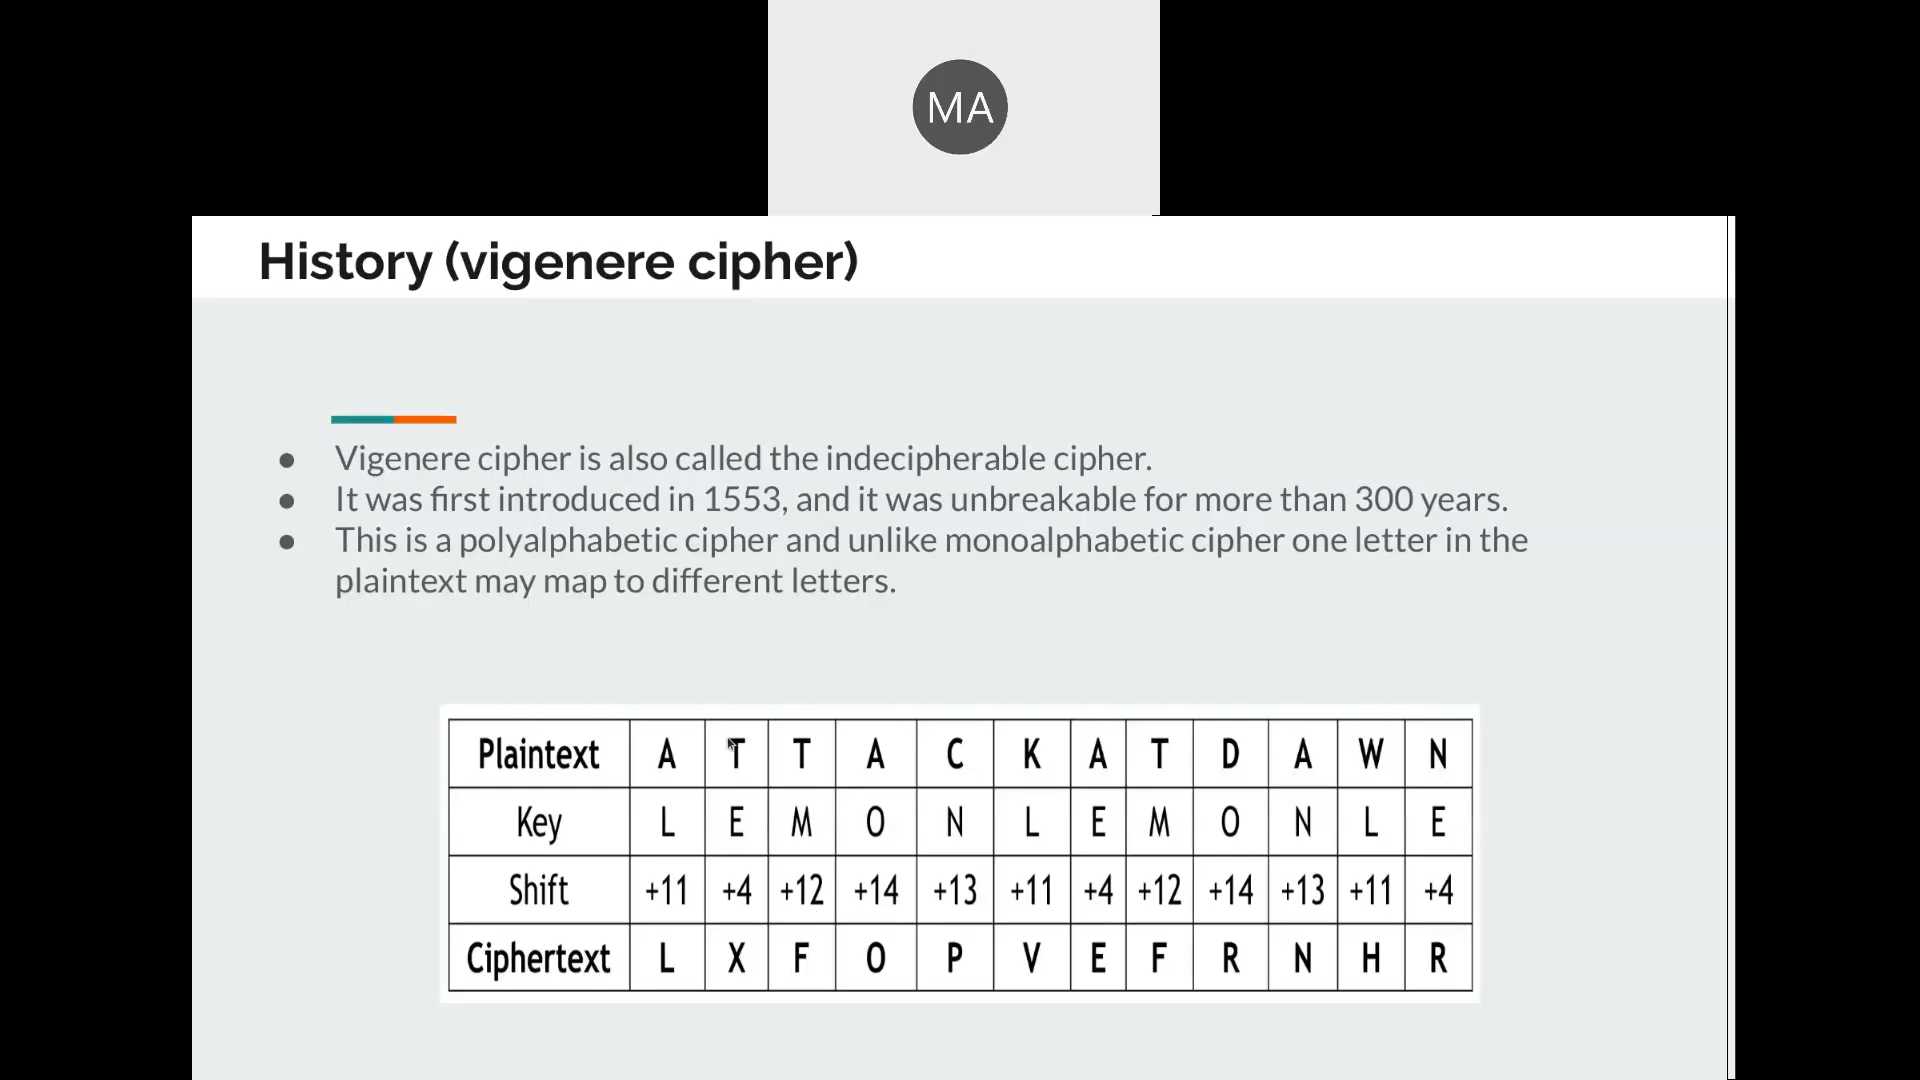 MA
History (vigenere cipher)
● Vigenere cipher is also called the indecipherable cipher.
● It was first introduced in 1553, and it was unbreakable for more than 300 years.
● This is a polyalphabetic cipher and unlike monoalphabetic cipher one letter in the
plaintext may map to different letters.
Plaintext A T T A C K A T D A W N
Key L E M O N L E M O N L E
Shift +11 +4 +12 +14 +13 +11 +4 +12 +14 +13 +11 +4
Ciphertext L X F O P V E F R N H R